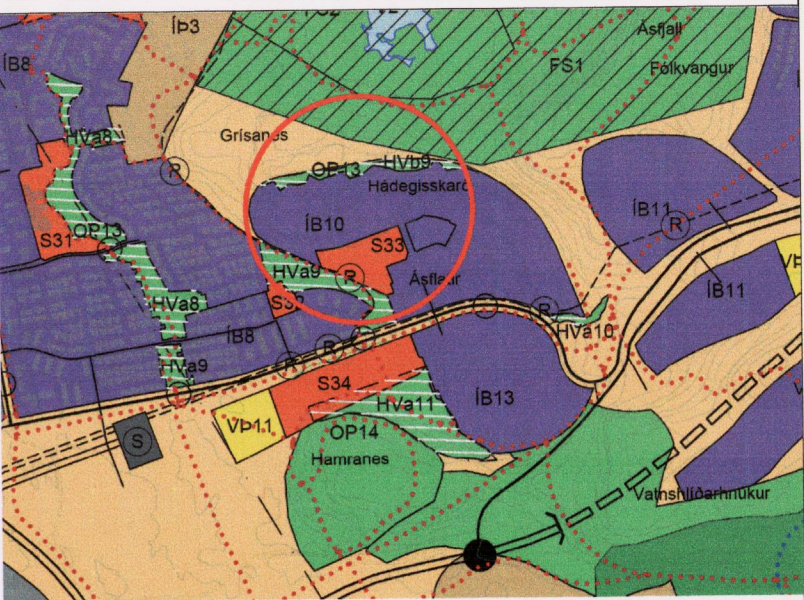 ÍÞ3
Ásfjall
ÍB8
FS1
Fólkvangur
HVa8
Grísanes
R
OP13
HVb9
Hádegisskarð
ÍB10
ÍB11
R
S31
OP13
S33
HVa9
R
Ásflatir
HVa8
S32
ÍB11
R
HVa10
ÍB8
R
R
HVa9
S34
HVa11
ÍB13
VÞ11
S
OP14
Hamranes
Vatnshlíðarhnúkur